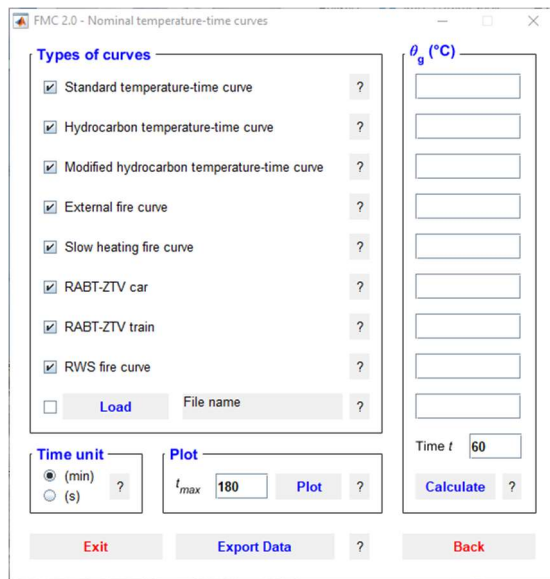 FMC 2.0 - Nominal temperature-time curves
Types of curves
θg (°C)
Standard temperature-time curve ?
Hydrocarbon temperature-time curve ?
Modified hydrocarbon temperature-time curve ?
External fire curve ?
Slow heating fire curve ?
RABT-ZTV car ?
RABT-ZTV train ?
RWS fire curve ?
Load File name ?
Time t 60
Calculate ?
Time unit
(min)
(s)
?
Plot
tmax 180 Plot ?
Exit Export Data ? Back